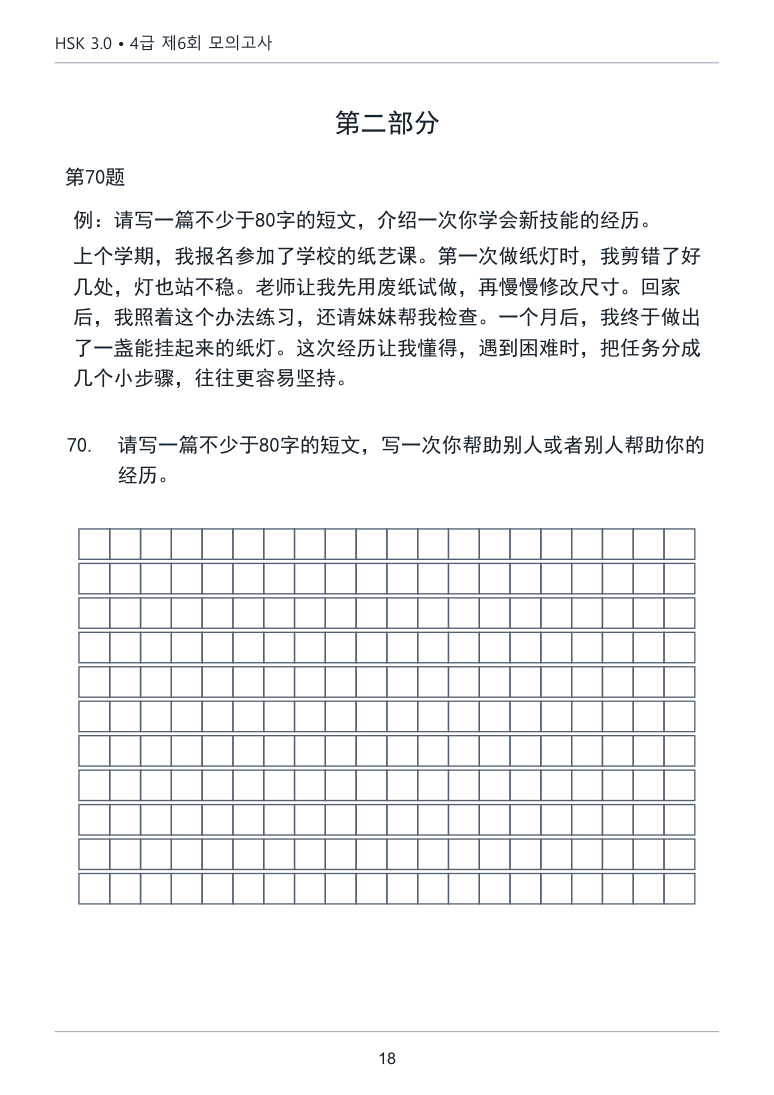 HSK 3.0 • 4급 제6회 모의고사
第二部分
第70题
例：请写一篇不少于80字的短文，介绍一次你学会新技能的经历。
上个学期，我报名参加了学校的纸艺课。第一次做纸灯时，我剪错了好
几处，灯也站不稳。老师让我先用废纸试做，再慢慢修改尺寸。回家
后，我照着这个办法练习，还请妹妹帮我检查。一个月后，我终于做出
了一盏能挂起来的纸灯。这次经历让我懂得，遇到困难时，把任务分成
几个小步骤，往往更容易坚持。
70. 请写一篇不少于80字的短文，写一次你帮助别人或者别人帮助你的
经历。
18